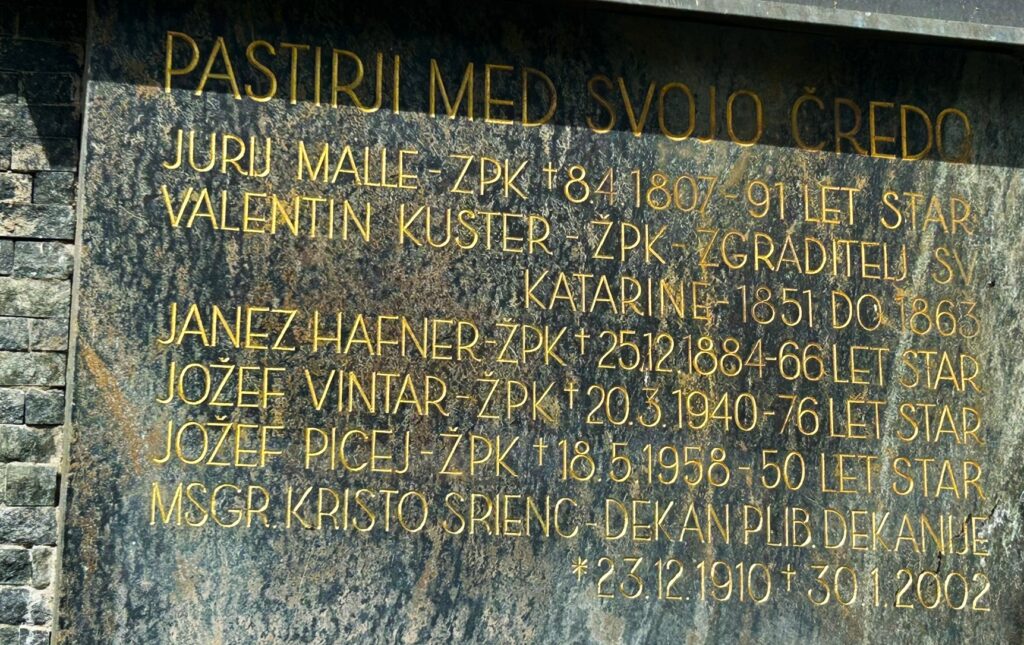 PASTIRJI MED SVOJO ČREDO
JURIJ MALLE - ŽPK † 8.4.1807 - 91 LET STAR
VALENTIN KUSTER - ŽPK - ZGRADITELJ SV.
KATARINE - 1851 DO 1863
JANEZ HAFNER - ŽPK † 25.12.1884 - 66 LET STAR
JOŽEF VINTAR - ŽPK † 20.3.1940 - 76 LET STAR
JOŽEF PICEJ - ŽPK † 18.5.1958 - 50 LET STAR
MSGR. KRISTO SRIENC - DEKAN PLIB. DEKANIJE
* 23.12.1910 † 30.1.2002